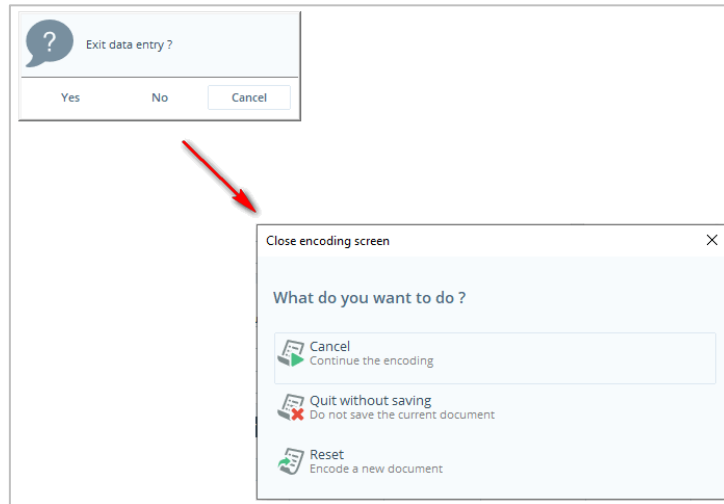 Exit data entry ?
Yes No Cancel
Close encoding screen
What do you want to do ?
Cancel
Continue the encoding
Quit without saving
Do not save the current document
Reset
Encode a new document